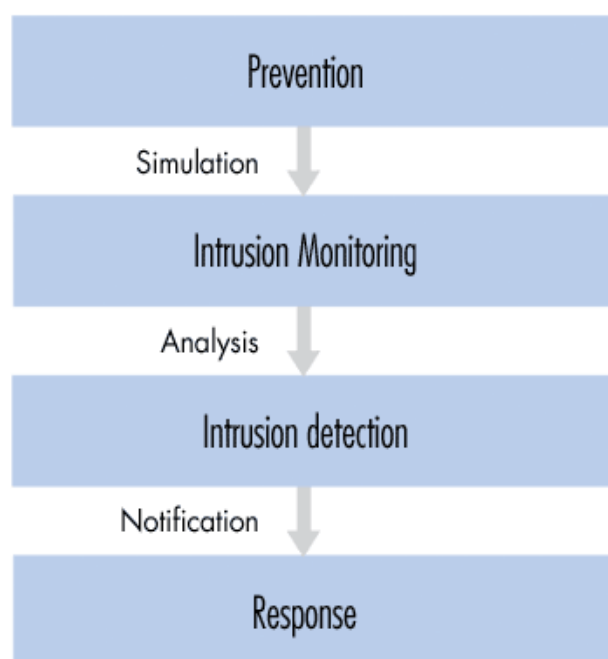 Prevention
Simulation
Intrusion Monitoring
Analysis
Intrusion detection
Notification
Response